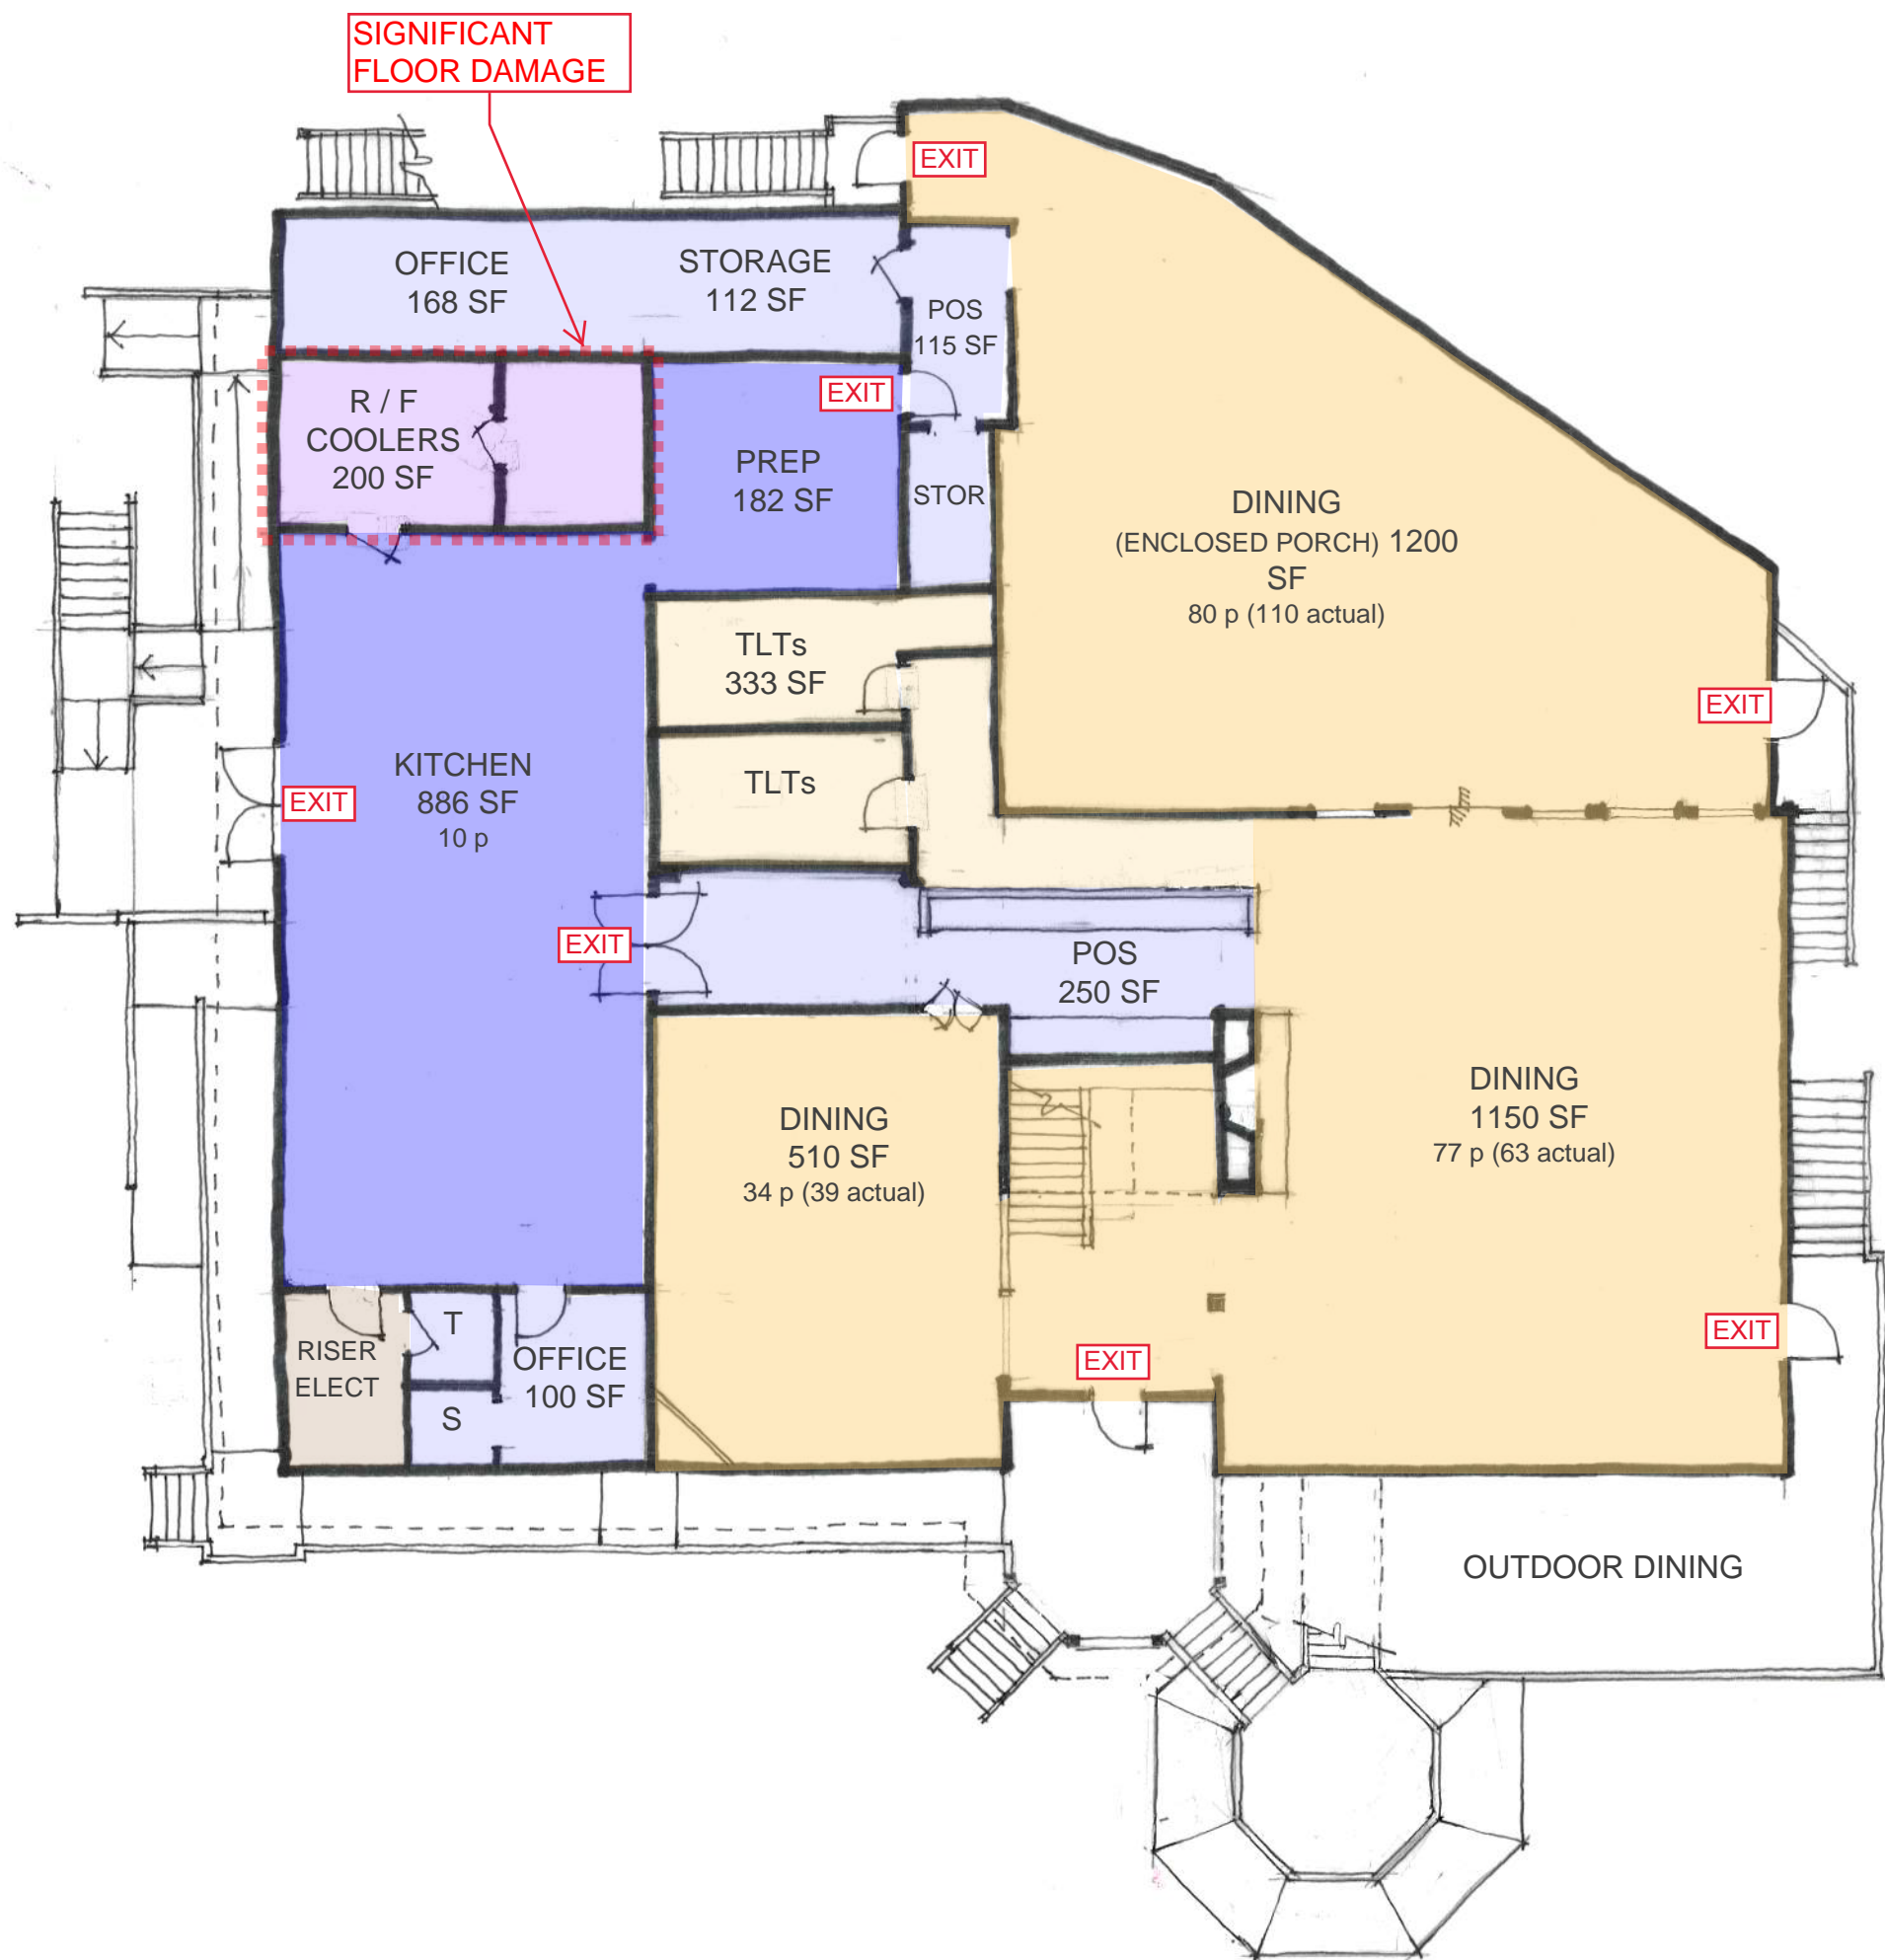 SIGNIFICANT
FLOOR DAMAGE
EXIT
OFFICE
168 SF
STORAGE
112 SF
POS
115 SF
EXIT
R / F
COOLERS
200 SF
PREP
182 SF
STOR
DINING
(ENCLOSED PORCH) 1200
SF
80 p (110 actual)
TLTs
333 SF
EXIT
KITCHEN
886 SF
10 p
EXIT
TLTs
EXIT
POS
250 SF
DINING
510 SF
34 p (39 actual)
DINING
1150 SF
77 p (63 actual)
RISER
ELECT
T
S
OFFICE
100 SF
EXIT
EXIT
OUTDOOR DINING